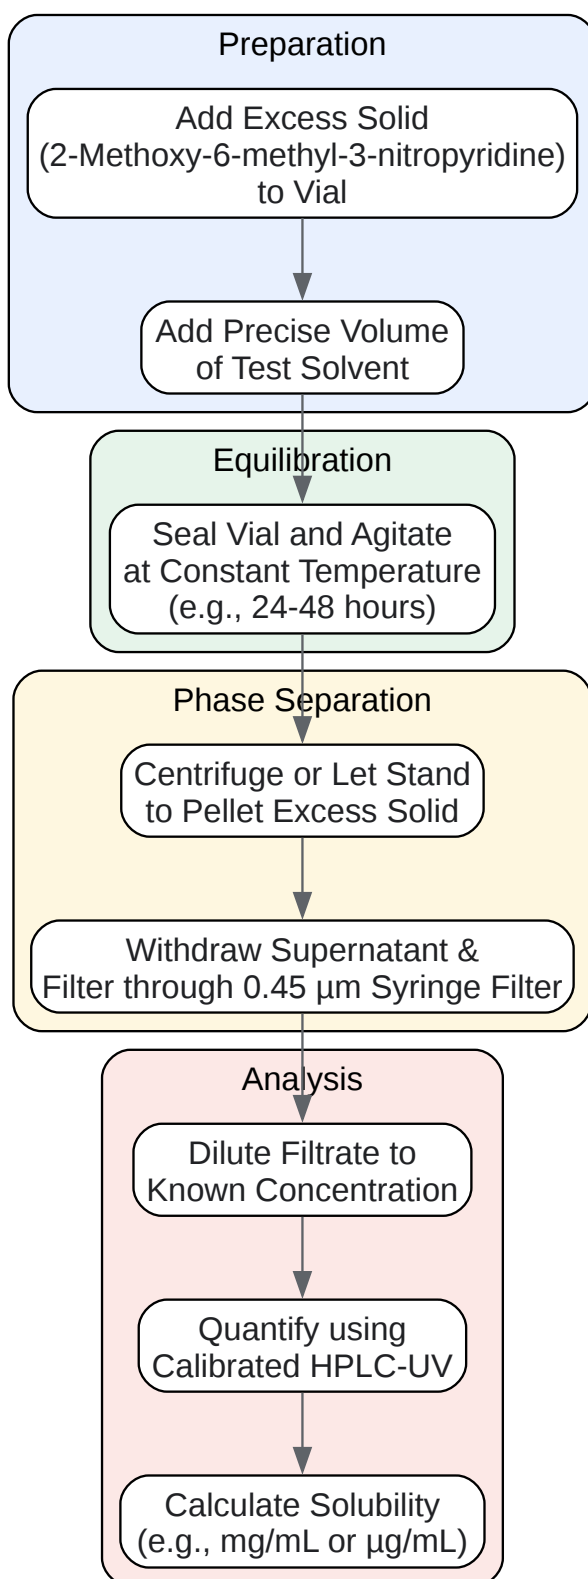 Preparation
Add Excess Solid
(2-Methoxy-6-methyl-3-nitropyridine)
to Vial
Add Precise Volume
of Test Solvent
Equilibration
Seal Vial and Agitate
at Constant Temperature
(e.g., 24-48 hours)
Phase Separation
Centrifuge or Let Stand
to Pellet Excess Solid
Withdraw Supernatant &
Filter through 0.45 µm Syringe Filter
Analysis
Dilute Filtrate to
Known Concentration
Quantify using
Calibrated HPLC-UV
Calculate Solubility
(e.g., mg/mL or µg/mL)